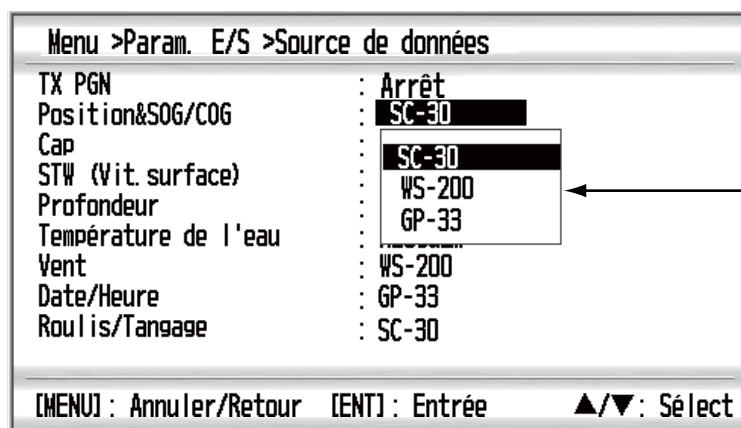 Menu >Param. E/S >Source de données
TX PGN : Arrêt
Position&SOG/COG : SC-30
Cap :
STW (Vit. surface) :
Profondeur :
Température de l'eau :
Vent : WS-200
Date/Heure : GP-33
Roulis/Tangage : SC-30
SC-30
WS-200
GP-33
[MENU] : Annuler/Retour [ENT] : Entrée ▲/▼: Sélect